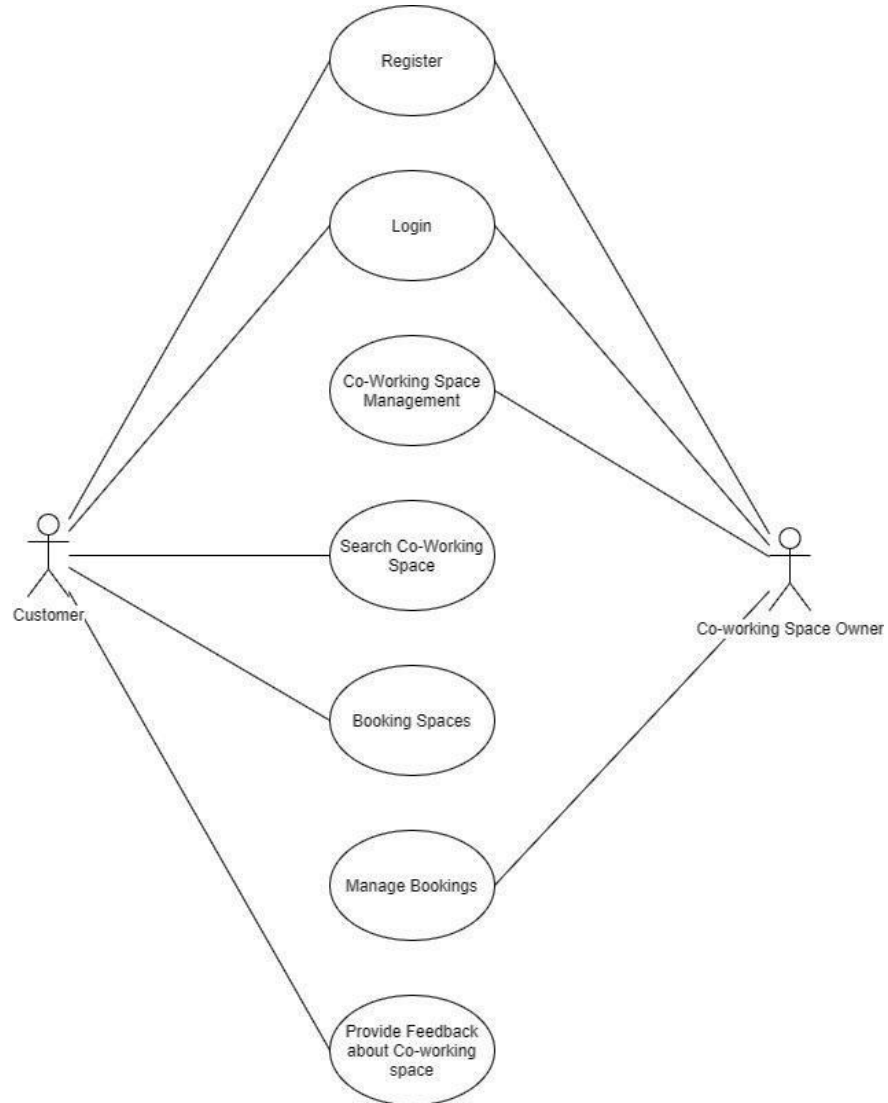 Register
Login
Co-Working Space
Management
Search Co-Working
Space
Customer
Co-working Space Owner
Booking Spaces
Manage Bookings
Provide Feedback
about Co-working
space